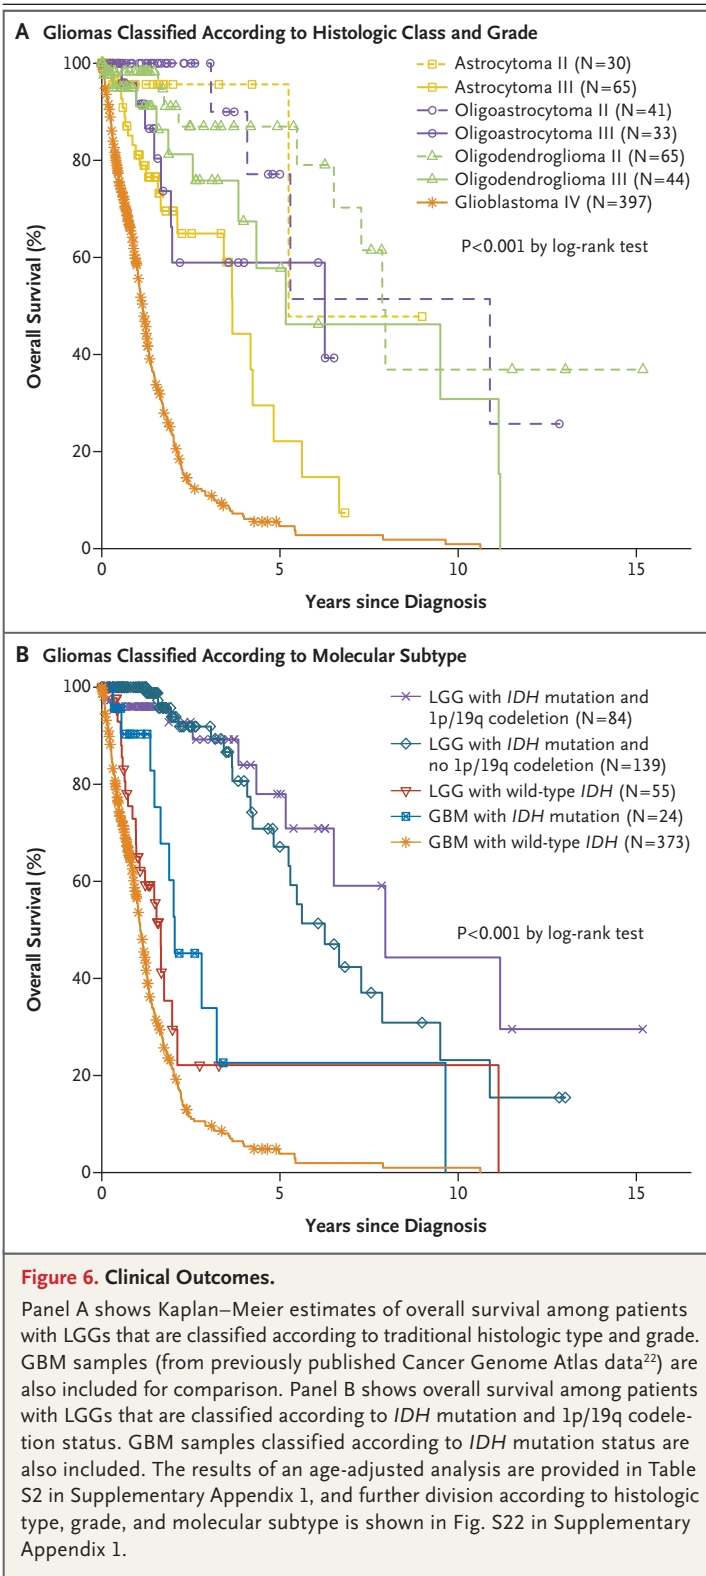 A Gliomas Classified According to Histologic Class and Grade
100
80
60
40
20
0
Overall Survival (%)
0
5
10
15
Years since Diagnosis
Astrocytoma II (N=30)
Astrocytoma III (N=65)
Oligoastrocytoma II (N=41)
Oligoastrocytoma III (N=33)
Oligodendroglioma II (N=65)
Oligodendroglioma III (N=44)
Glioblastoma IV (N=397)
P<0.001 by log-rank test
B Gliomas Classified According to Molecular Subtype
100
80
60
40
20
0
Overall Survival (%)
0
5
10
15
Years since Diagnosis
LGG with IDH mutation and
1p/19q codeletion (N=84)
LGG with IDH mutation and
no 1p/19q codeletion (N=139)
LGG with wild-type IDH (N=55)
GBM with IDH mutation (N=24)
GBM with wild-type IDH (N=373)
P<0.001 by log-rank test
Figure 6. Clinical Outcomes.
Panel A shows Kaplan–Meier estimates of overall survival among patients
with LGGs that are classified according to traditional histologic type and grade.
GBM samples (from previously published Cancer Genome Atlas data22) are
also included for comparison. Panel B shows overall survival among patients
with LGGs that are classified according to IDH mutation and 1p/19q codele-
tion status. GBM samples classified according to IDH mutation status are
also included. The results of an age-adjusted analysis are provided in Table
S2 in Supplementary Appendix 1, and further division according to histologic
type, grade, and molecular subtype is shown in Fig. S22 in Supplementary
Appendix 1.